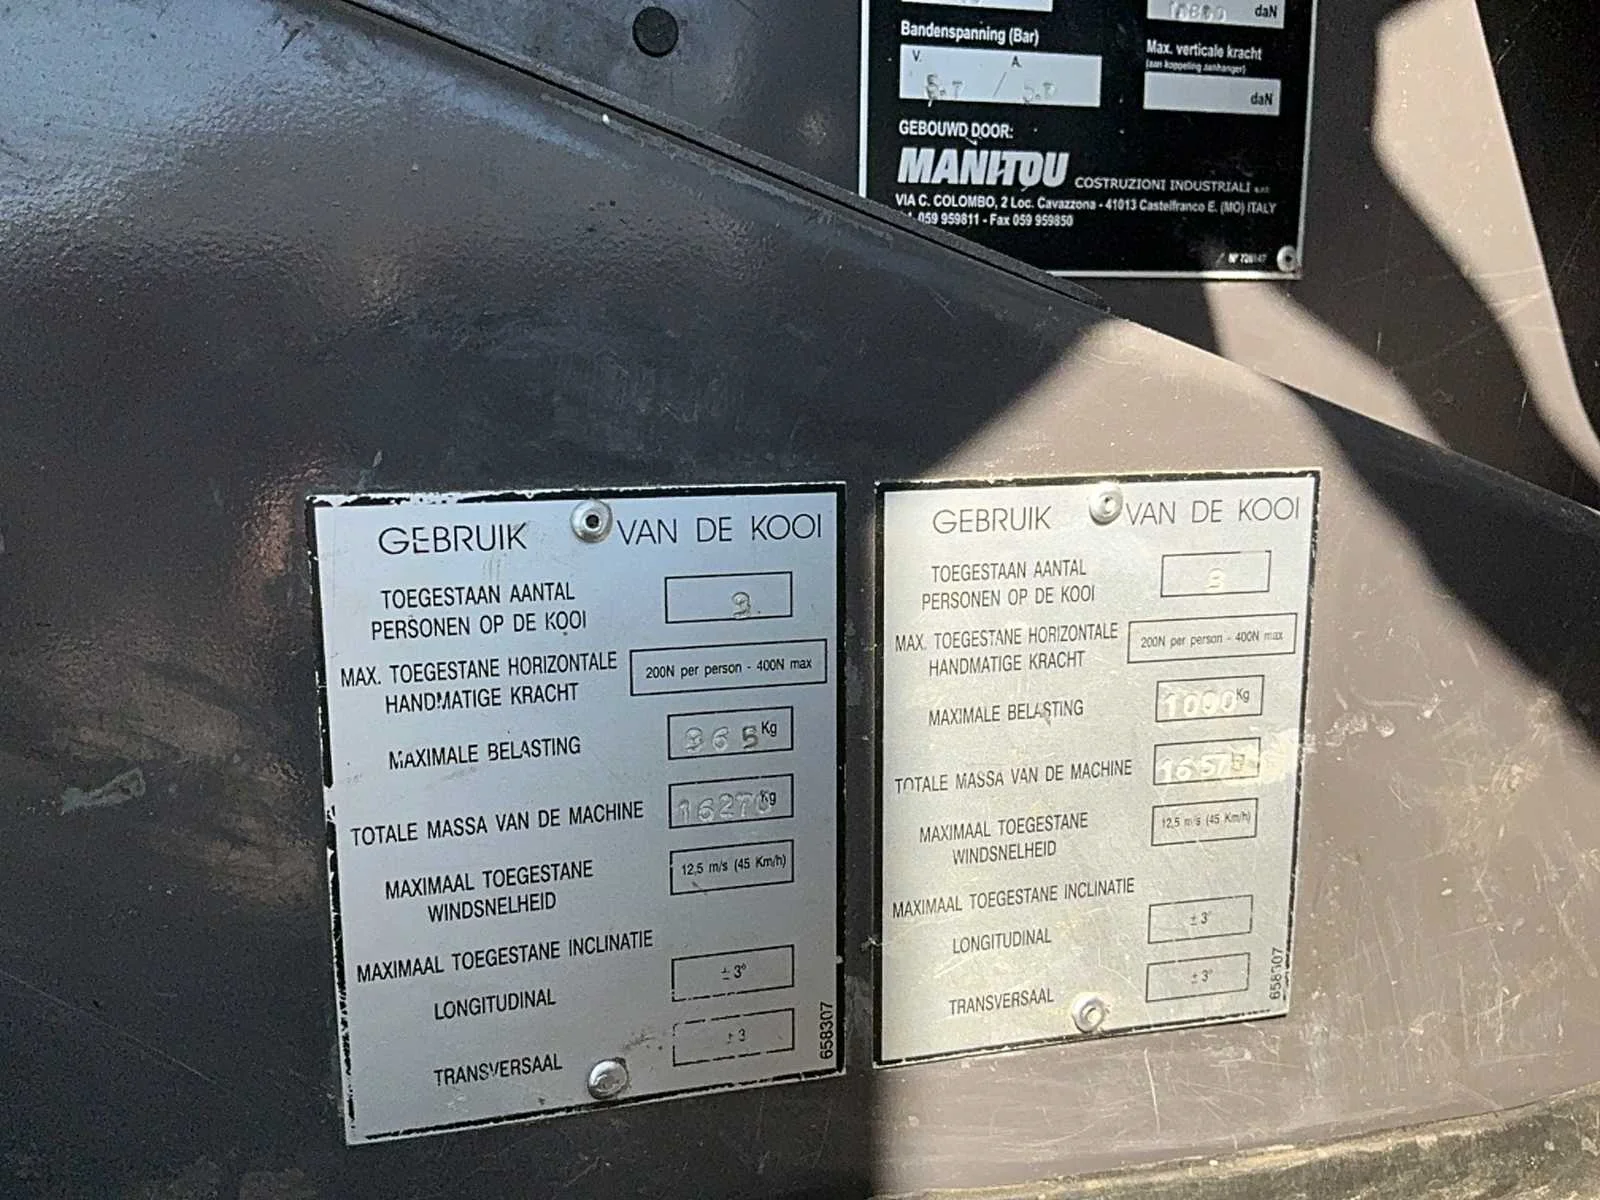 daN
Bandenspanning (Bar)
V. / A.
Max. verticale kracht
(aan koppeling aanhanger)
daN
GEBOUWD DOOR:
MANITOU COSTRUZIONI INDUSTRIALI s.r.l.
VIA C. COLOMBO, 2 Loc. Cavazzona - 41013 Castelfranco E. (MO) ITALY
059 959811 - Fax 059 959850
GEBRUIK VAN DE KOOI
TOEGESTAAN AANTAL
PERSONEN OP DE KOOI
3
MAX. TOEGESTANE HORIZONTALE
HANDMATIGE KRACHT
200N per person - 400N max
MAXIMALE BELASTING
365 Kg
TOTALE MASSA VAN DE MACHINE
16270 Kg
MAXIMAAL TOEGESTANE
WINDSNELHEID
12,5 m/s (45 Km/h)
MAXIMAAL TOEGESTANE INCLINATIE
LONGITUDINAL
± 3°
TRANSVERSAAL
± 3
658307
GEBRUIK VAN DE KOOI
TOEGESTAAN AANTAL
PERSONEN OP DE KOOI
3
MAX. TOEGESTANE HORIZONTALE
HANDMATIGE KRACHT
200N per person - 400N max
MAXIMALE BELASTING
1000 Kg
TOTALE MASSA VAN DE MACHINE
MAXIMAAL TOEGESTANE
WINDSNELHEID
12,5 m/s (45 Km/h)
MAXIMAAL TOEGESTANE INCLINATIE
LONGITUDINAL
± 3°
TRANSVERSAAL
± 3°
658307